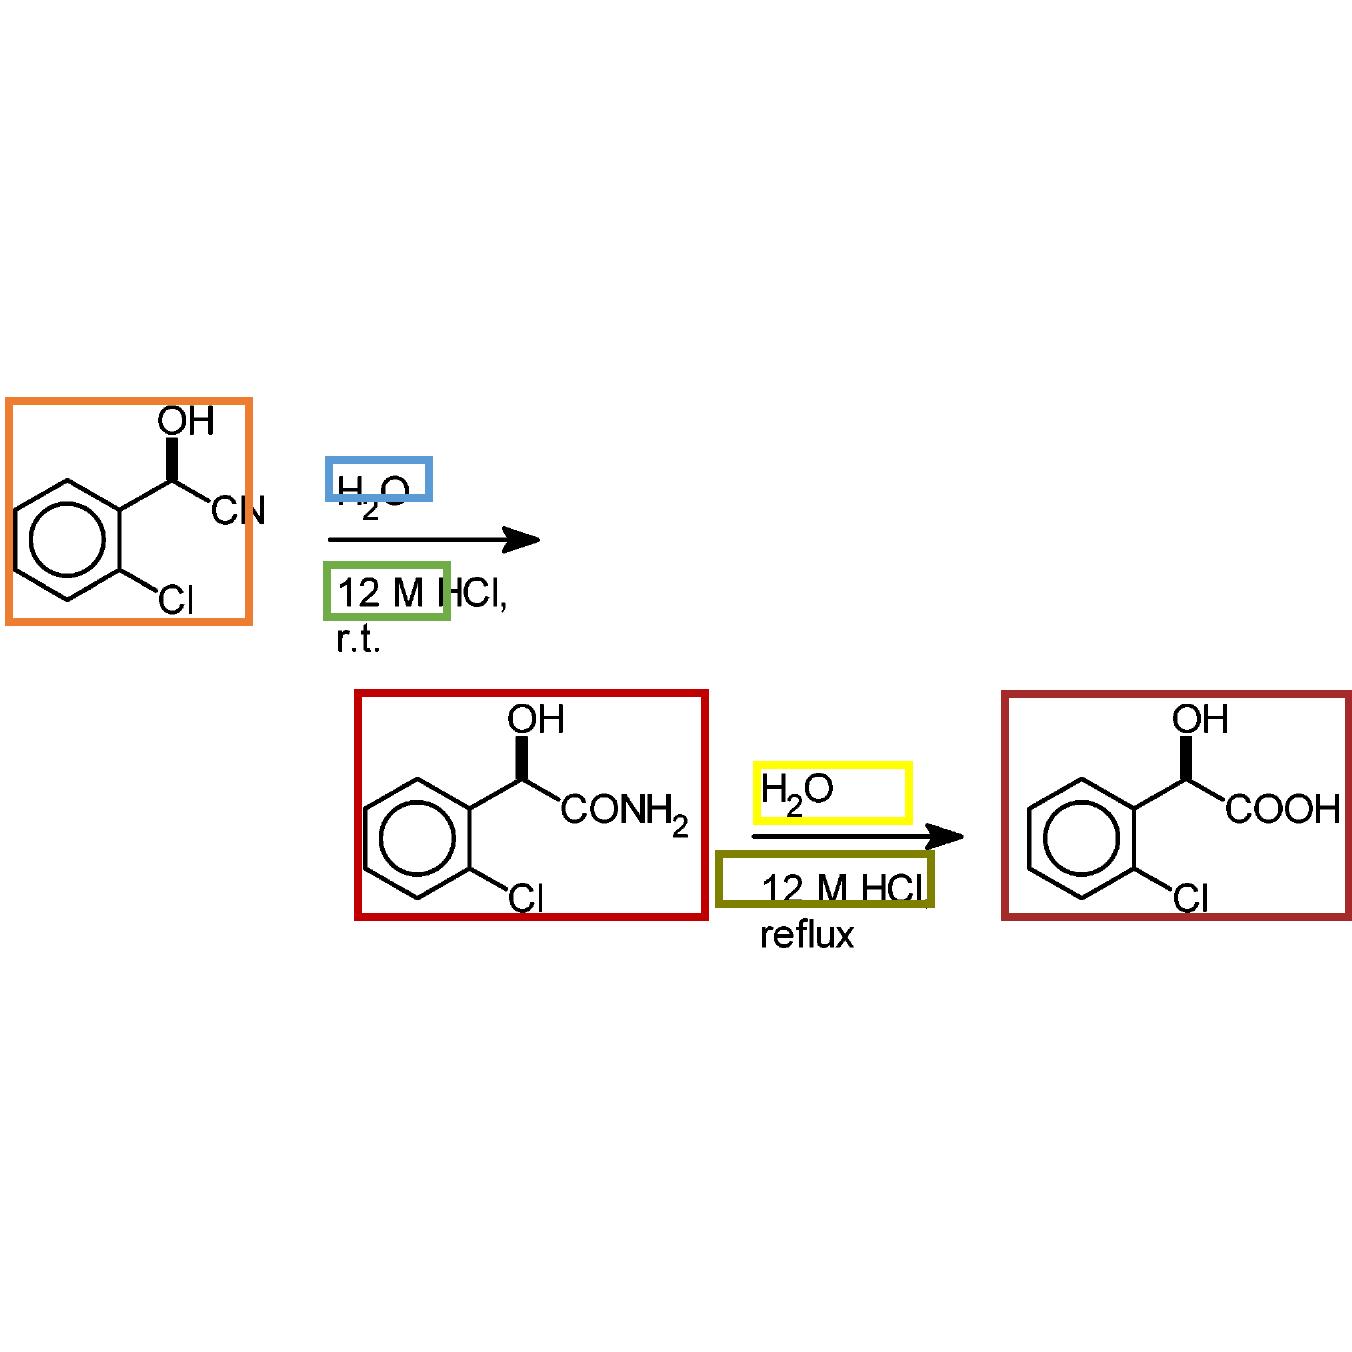 OH
CN
Cl
H₂O
12 M HCl,
r.t.
OH
CONH₂
Cl
H₂O
12 M HCl,
reflux
OH
COOH
Cl